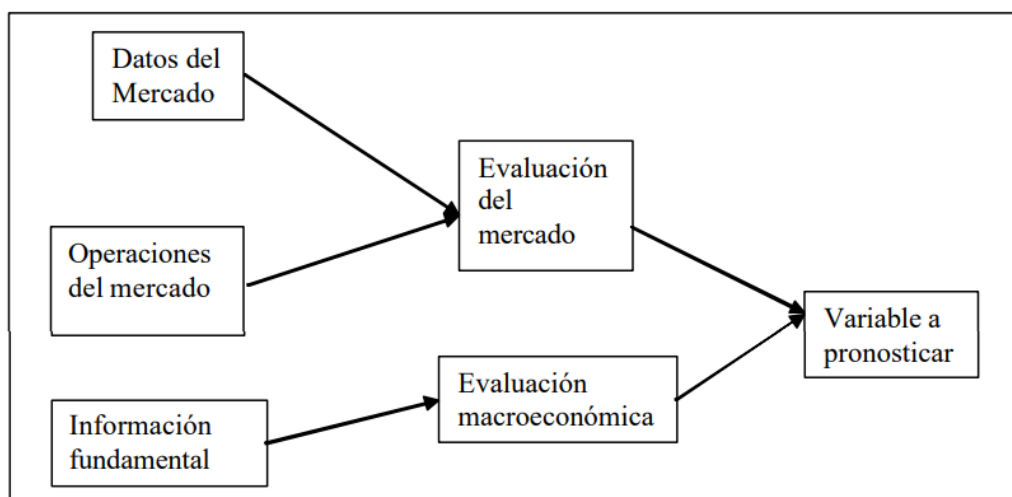 Datos del
Mercado
Operaciones
del mercado
Información
fundamental
Evaluación
del
mercado
Evaluación
macroeconómica
Variable a
pronosticar